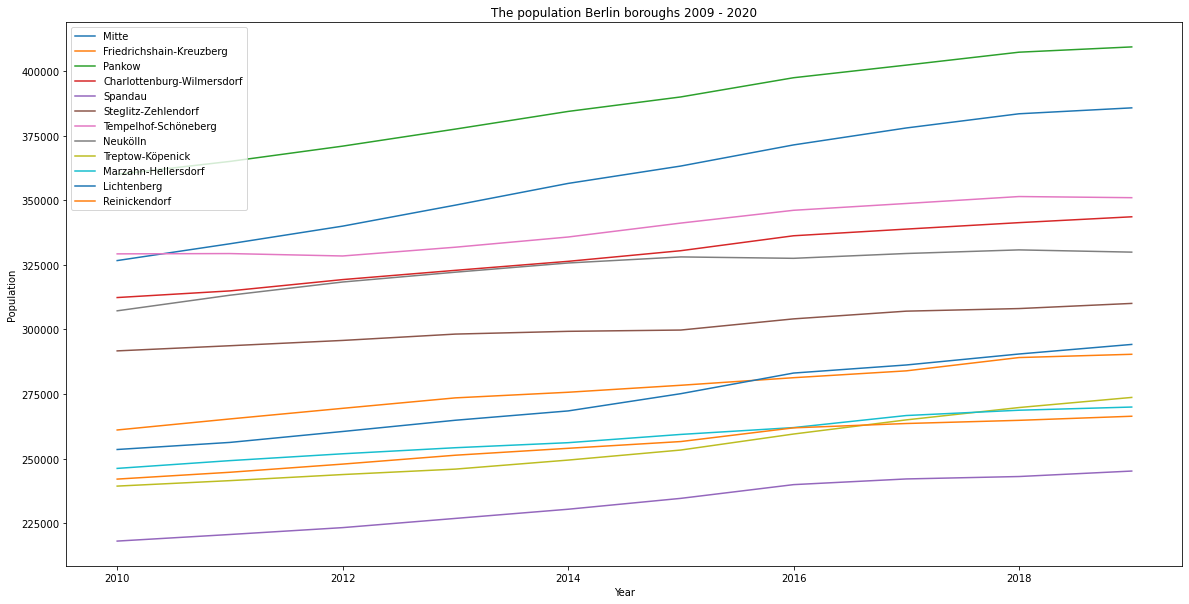 The population Berlin boroughs 2009 - 2020
Mitte
Friedrichshain-Kreuzberg
Pankow
Charlottenburg-Wilmersdorf
Spandau
Steglitz-Zehlendorf
Tempelhof-Schöneberg
Neukölln
Treptow-Köpenick
Marzahn-Hellersdorf
Lichtenberg
Reinickendorf
400000
375000
350000
325000
300000
275000
250000
225000
Population
2010 2012 2014 2016 2018
Year